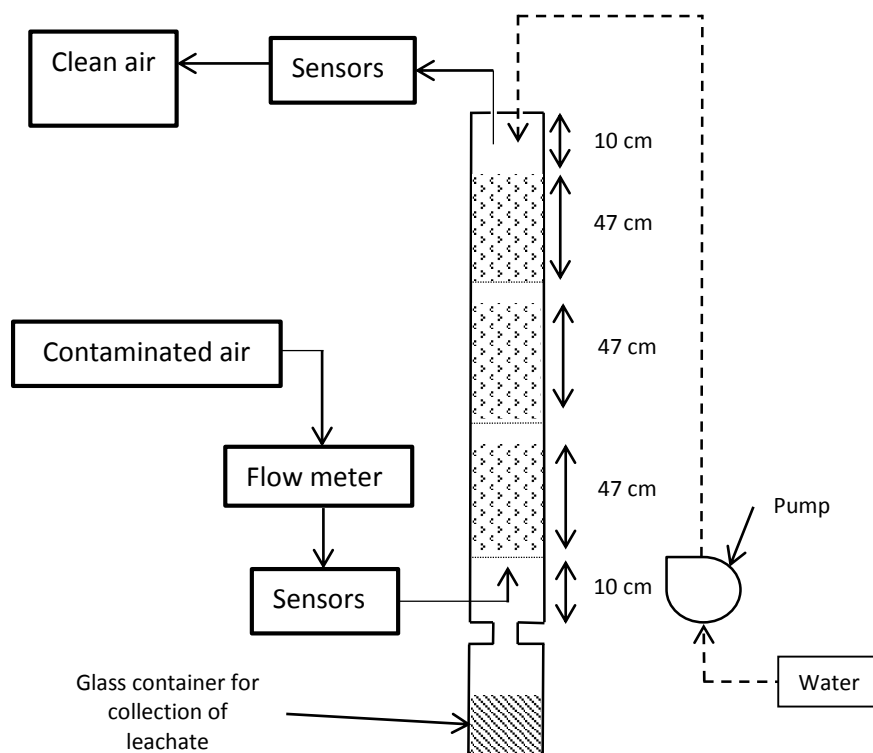 Clean air
Sensors
10 cm
47 cm
47 cm
Contaminated air
Flow meter
47 cm
Pump
Sensors
10 cm
Water
Glass container for
collection of
leachate